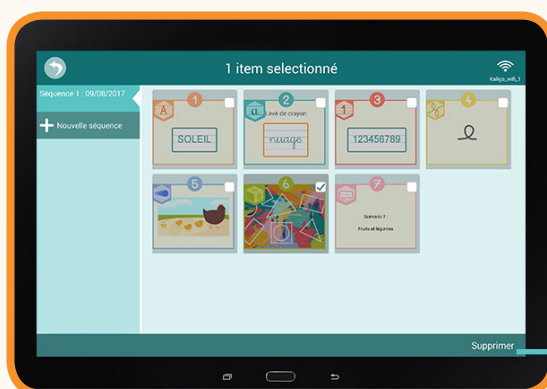 1 item selectionné
Kaligo_wifi_1
Séquence 1 : 09/08/2017
Nouvelle séquence
1
A
SOLEIL
2
a
Levé de crayon
nuage
3
1
123456789
4
5
6
7
Scénario 7 :
Fruits et légumes
Supprimer